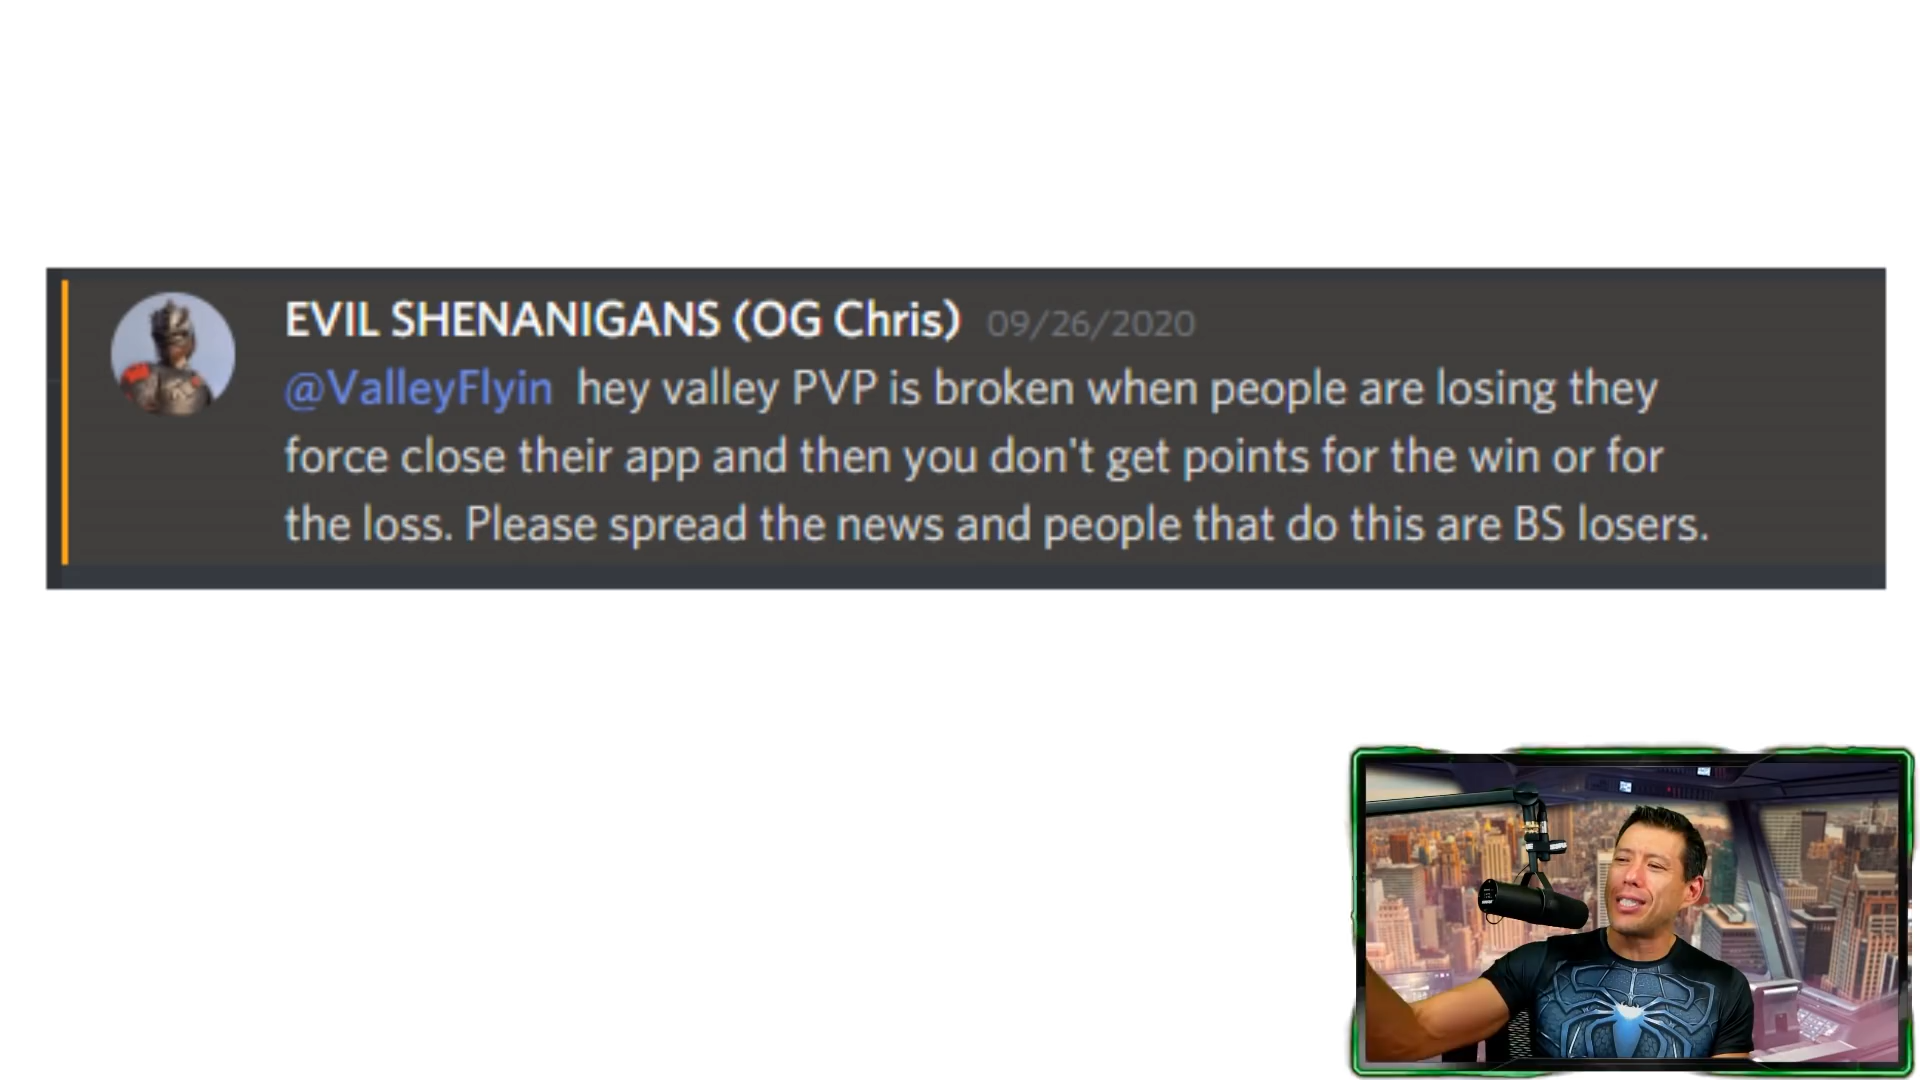 EVIL SHENANIGANS (OG Chris) 09/26/2020
@ValleyFlyin hey valley PVP is broken when people are losing they
force close their app and then you don't get points for the win or for
the loss. Please spread the news and people that do this are BS losers.